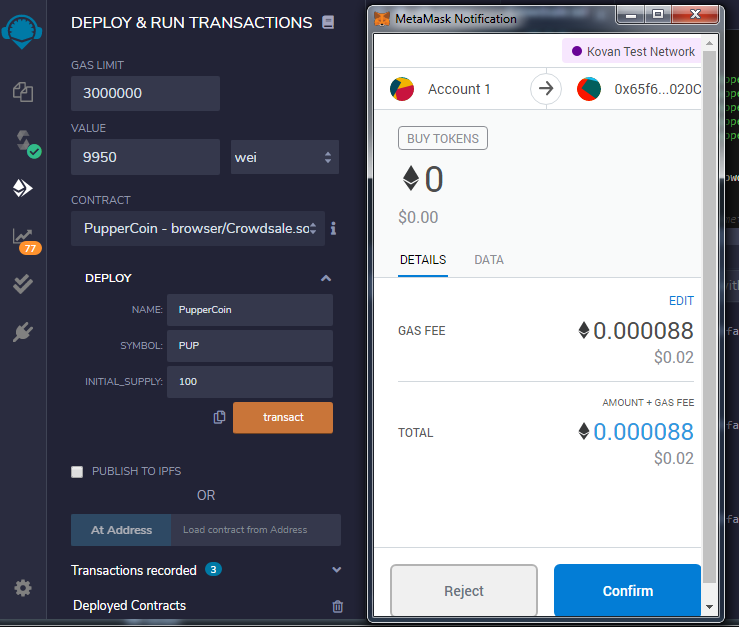 DEPLOY & RUN TRANSACTIONS
GAS LIMIT
3000000
VALUE
9950
wei
CONTRACT
PupperCoin - browser/Crowdsale.so
DEPLOY
NAME:
PupperCoin
SYMBOL:
PUP
INITIAL_SUPPLY:
100
transact
PUBLISH TO IPFS
OR
At Address
Load contract from Address
Transactions recorded
3
Deployed Contracts
77
MetaMask Notification
Kovan Test Network
Account 1
0x65f6...020C
BUY TOKENS
0
$0.00
DETAILS
DATA
EDIT
GAS FEE
0.000088
$0.02
AMOUNT + GAS FEE
TOTAL
0.000088
$0.02
Reject
Confirm